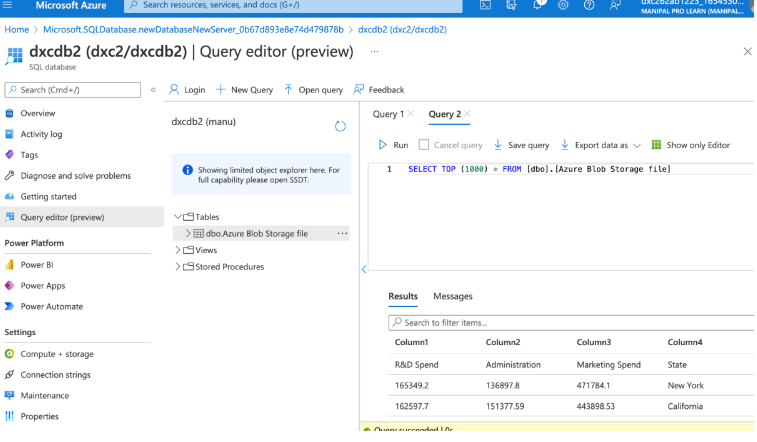 Microsoft Azure
Search resources, services, and docs (G+/)
MANIPAL PRO LEARN (MANIPAL...
Home > Microsoft.SQLDatabase.newDatabaseNewServer_0b67d893e8e74d479878b > dxcdb2 (dxc2/dxcdb2)
dxcdb2 (dxc2/dxcdb2) | Query editor (preview) ...
SQL database
Search (Cmd+/)
Login
New Query
Open query
Feedback
Overview
Activity log
Tags
Diagnose and solve problems
Getting started
Query editor (preview)
Power Platform
Power BI
Power Apps
Power Automate
Settings
Compute + storage
Connection strings
Maintenance
Properties
dxcdb2 (manu)
Showing limited object explorer here. For
full capability please open SSDT.
Tables
dbo.Azure Blob Storage file ...
Views
Stored Procedures
Query 1
Query 2
Run
Cancel query
Save query
Export data as
Show only Editor
1 SELECT TOP (1000) * FROM [dbo].[Azure Blob Storage file]
Results
Messages
Search to filter items...
Column1 Column2 Column3 Column4
R&D Spend Administration Marketing Spend State
165349.2 136897.8 471784.1 New York
162597.7 151377.59 443898.53 California
Query succeeded | 0s